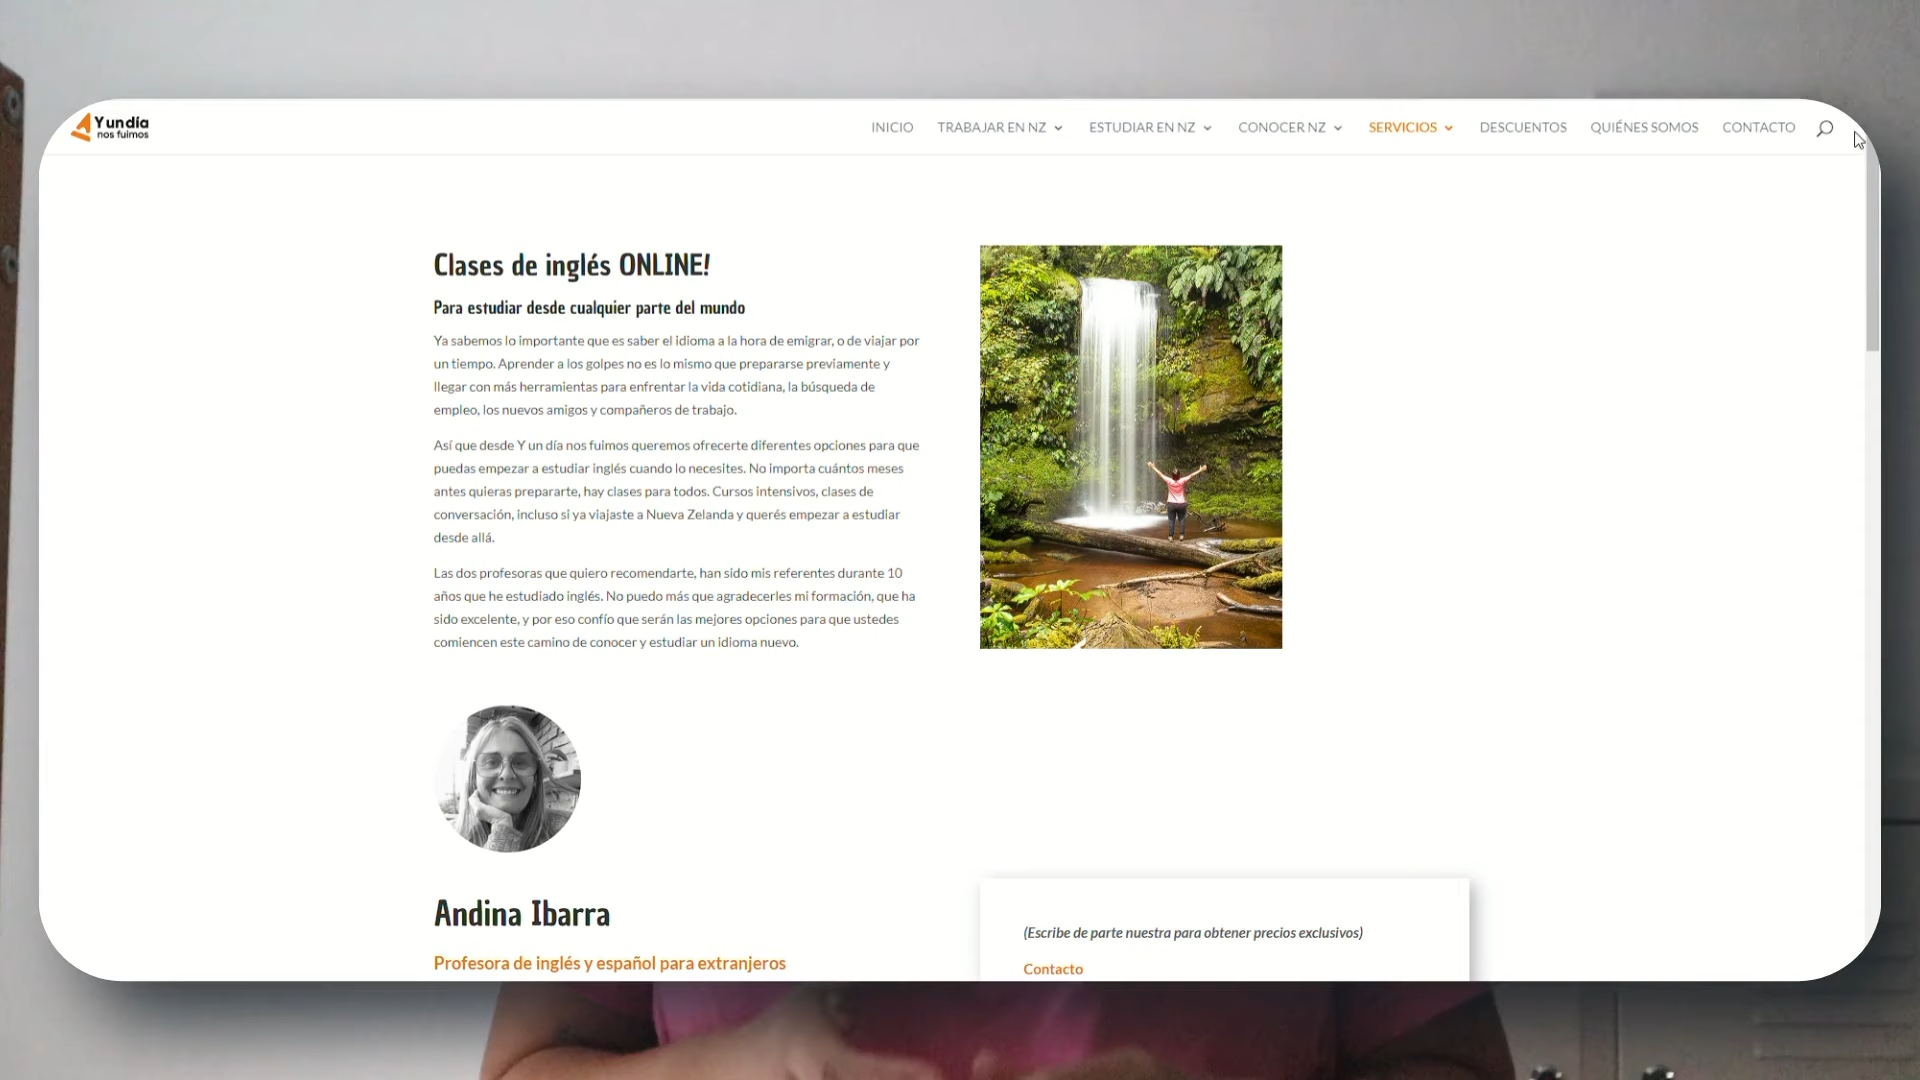 Y un día
nos fuimos
INICIO TRABAJAR EN NZ ESTUDIAR EN NZ CONOCER NZ SERVICIOS DESCUENTOS QUIÉNES SOMOS CONTACTO
Clases de inglés ONLINE!
Para estudiar desde cualquier parte del mundo
Ya sabemos lo importante que es saber el idioma a la hora de emigrar, o de viajar por
un tiempo. Aprender a los golpes no es lo mismo que prepararse previamente y
llegar con más herramientas para enfrentar la vida cotidiana, la búsqueda de
empleo, los nuevos amigos y compañeros de trabajo.
Así que desde Y un día nos fuimos queremos ofrecerte diferentes opciones para que
puedas empezar a estudiar inglés cuando lo necesites. No importa cuántos meses
antes quieras prepararte, hay clases para todos. Cursos intensivos, clases de
conversación, incluso si ya viajaste a Nueva Zelanda y querés empezar a estudiar
desde allá.
Las dos profesoras que quiero recomendarte, han sido mis referentes durante 10
años que he estudiado inglés. No puedo más que agradecerles mi formación, que ha
sido excelente, y por eso confío que serán las mejores opciones para que ustedes
comiencen este camino de conocer y estudiar un idioma nuevo.
Andina Ibarra
Profesora de inglés y español para extranjeros
(Escribe de parte nuestra para obtener precios exclusivos)
Contacto